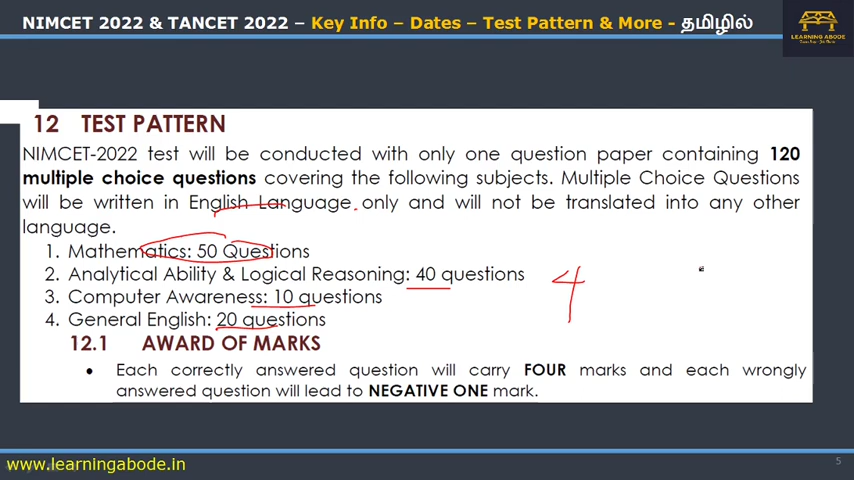 NIMCET 2022 & TANCET 2022 – Key Info – Dates – Test Pattern & More - தமிழில்
LEARNING ABODE
12 TEST PATTERN
NIMCET-2022 test will be conducted with only one question paper containing 120
multiple choice questions covering the following subjects. Multiple Choice Questions
will be written in English Language only and will not be translated into any other
language.
1. Mathematics: 50 Questions
2. Analytical Ability & Logical Reasoning: 40 questions
3. Computer Awareness: 10 questions
4. General English: 20 questions
4
12.1 AWARD OF MARKS
• Each correctly answered question will carry FOUR marks and each wrongly
answered question will lead to NEGATIVE ONE mark.
www.learningabode.in
5